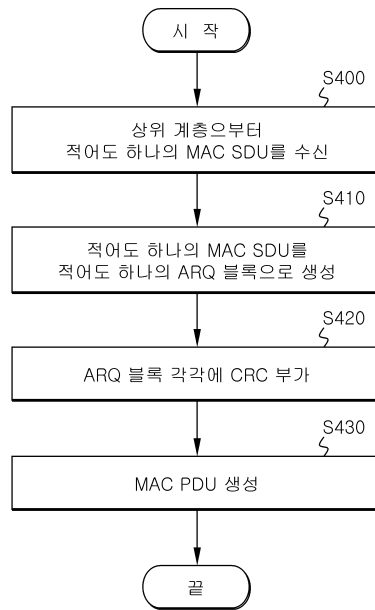 시 작
S400
상위 계층으부터
적어도 하나의 MAC SDU를 수신
S410
적어도 하나의 MAC SDU를
적어도 하나의 ARQ 블록으로 생성
S420
ARQ 블록 각각에 CRC 부가
S430
MAC PDU 생성
끝